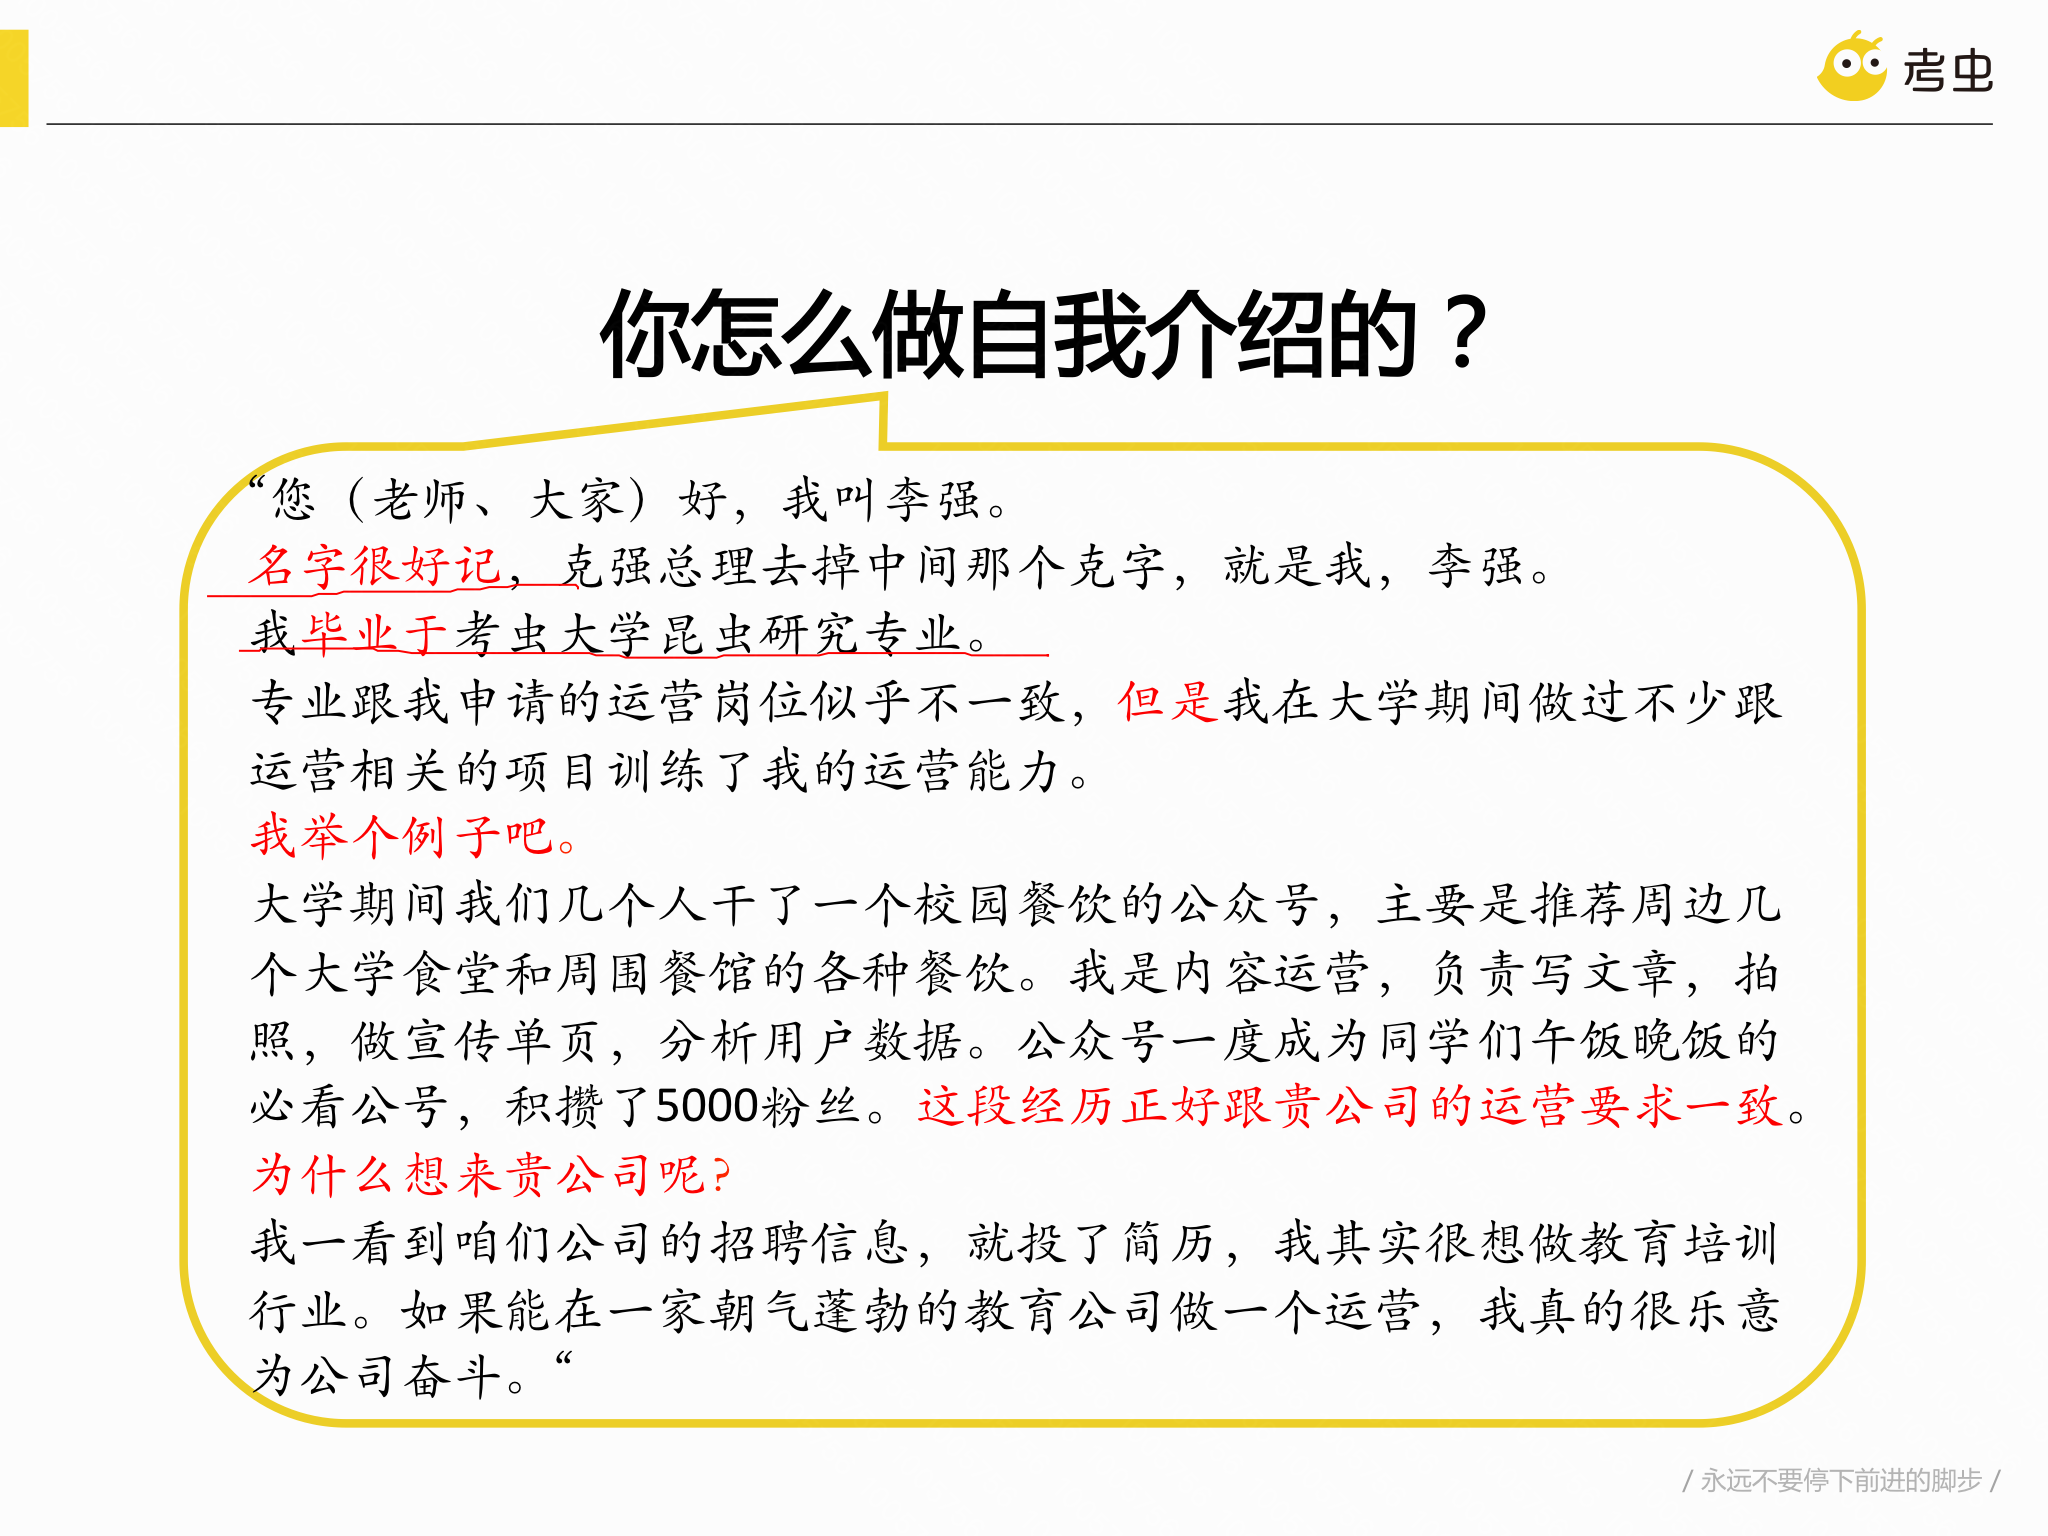 考虫
你怎么做自我介绍的？
“您（老师、大家）好，我叫李强。
名字很好记，克强总理去掉中间那个克字，就是我，李强。
我毕业于考虫大学昆虫研究专业。
专业跟我申请的运营岗位似乎不一致，但是我在大学期间做过不少跟
运营相关的项目训练了我的运营能力。
我举个例子吧。
大学期间我们几个人干了一个校园餐饮的公众号，主要是推荐周边几
个大学食堂和周围餐馆的各种餐饮。我是内容运营，负责写文章，拍
照，做宣传单页，分析用户数据。公众号一度成为同学们午饭晚饭的
必看公号，积攒了5000粉丝。这段经历正好跟贵公司的运营要求一致。
为什么想来贵公司呢？
我一看到咱们公司的招聘信息，就投了简历，我其实很想做教育培训
行业。如果能在一家朝气蓬勃的教育公司做一个运营，我真的很乐意
为公司奋斗。“
/ 永远不要停下前进的脚步 /